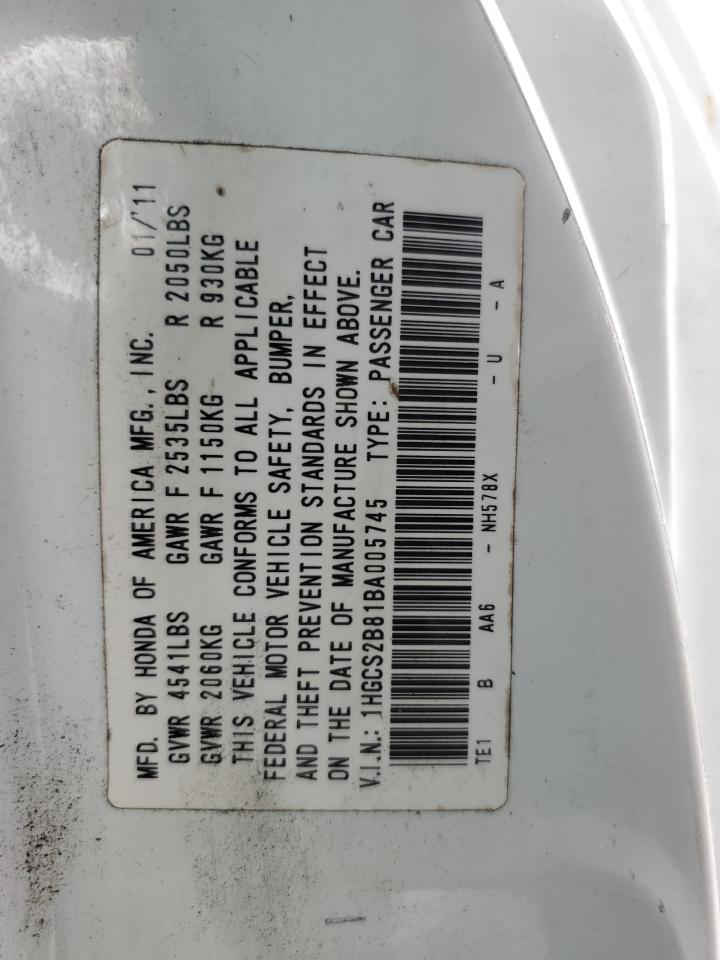 MFD. BY HONDA OF AMERICA MFG., INC. 01/'11
GVWR 4541LBS GAWR F 2535LBS R 2050LBS
GVWR 2060KG GAWR F 1150KG R 930KG
THIS VEHICLE CONFORMS TO ALL APPLICABLE
FEDERAL MOTOR VEHICLE SAFETY, BUMPER,
AND THEFT PREVENTION STANDARDS IN EFFECT
ON THE DATE OF MANUFACTURE SHOWN ABOVE.
V.I.N.: 1HGCS2B81BA005745 TYPE: PASSENGER CAR
TE1 B AA6 - NH578X - U - A